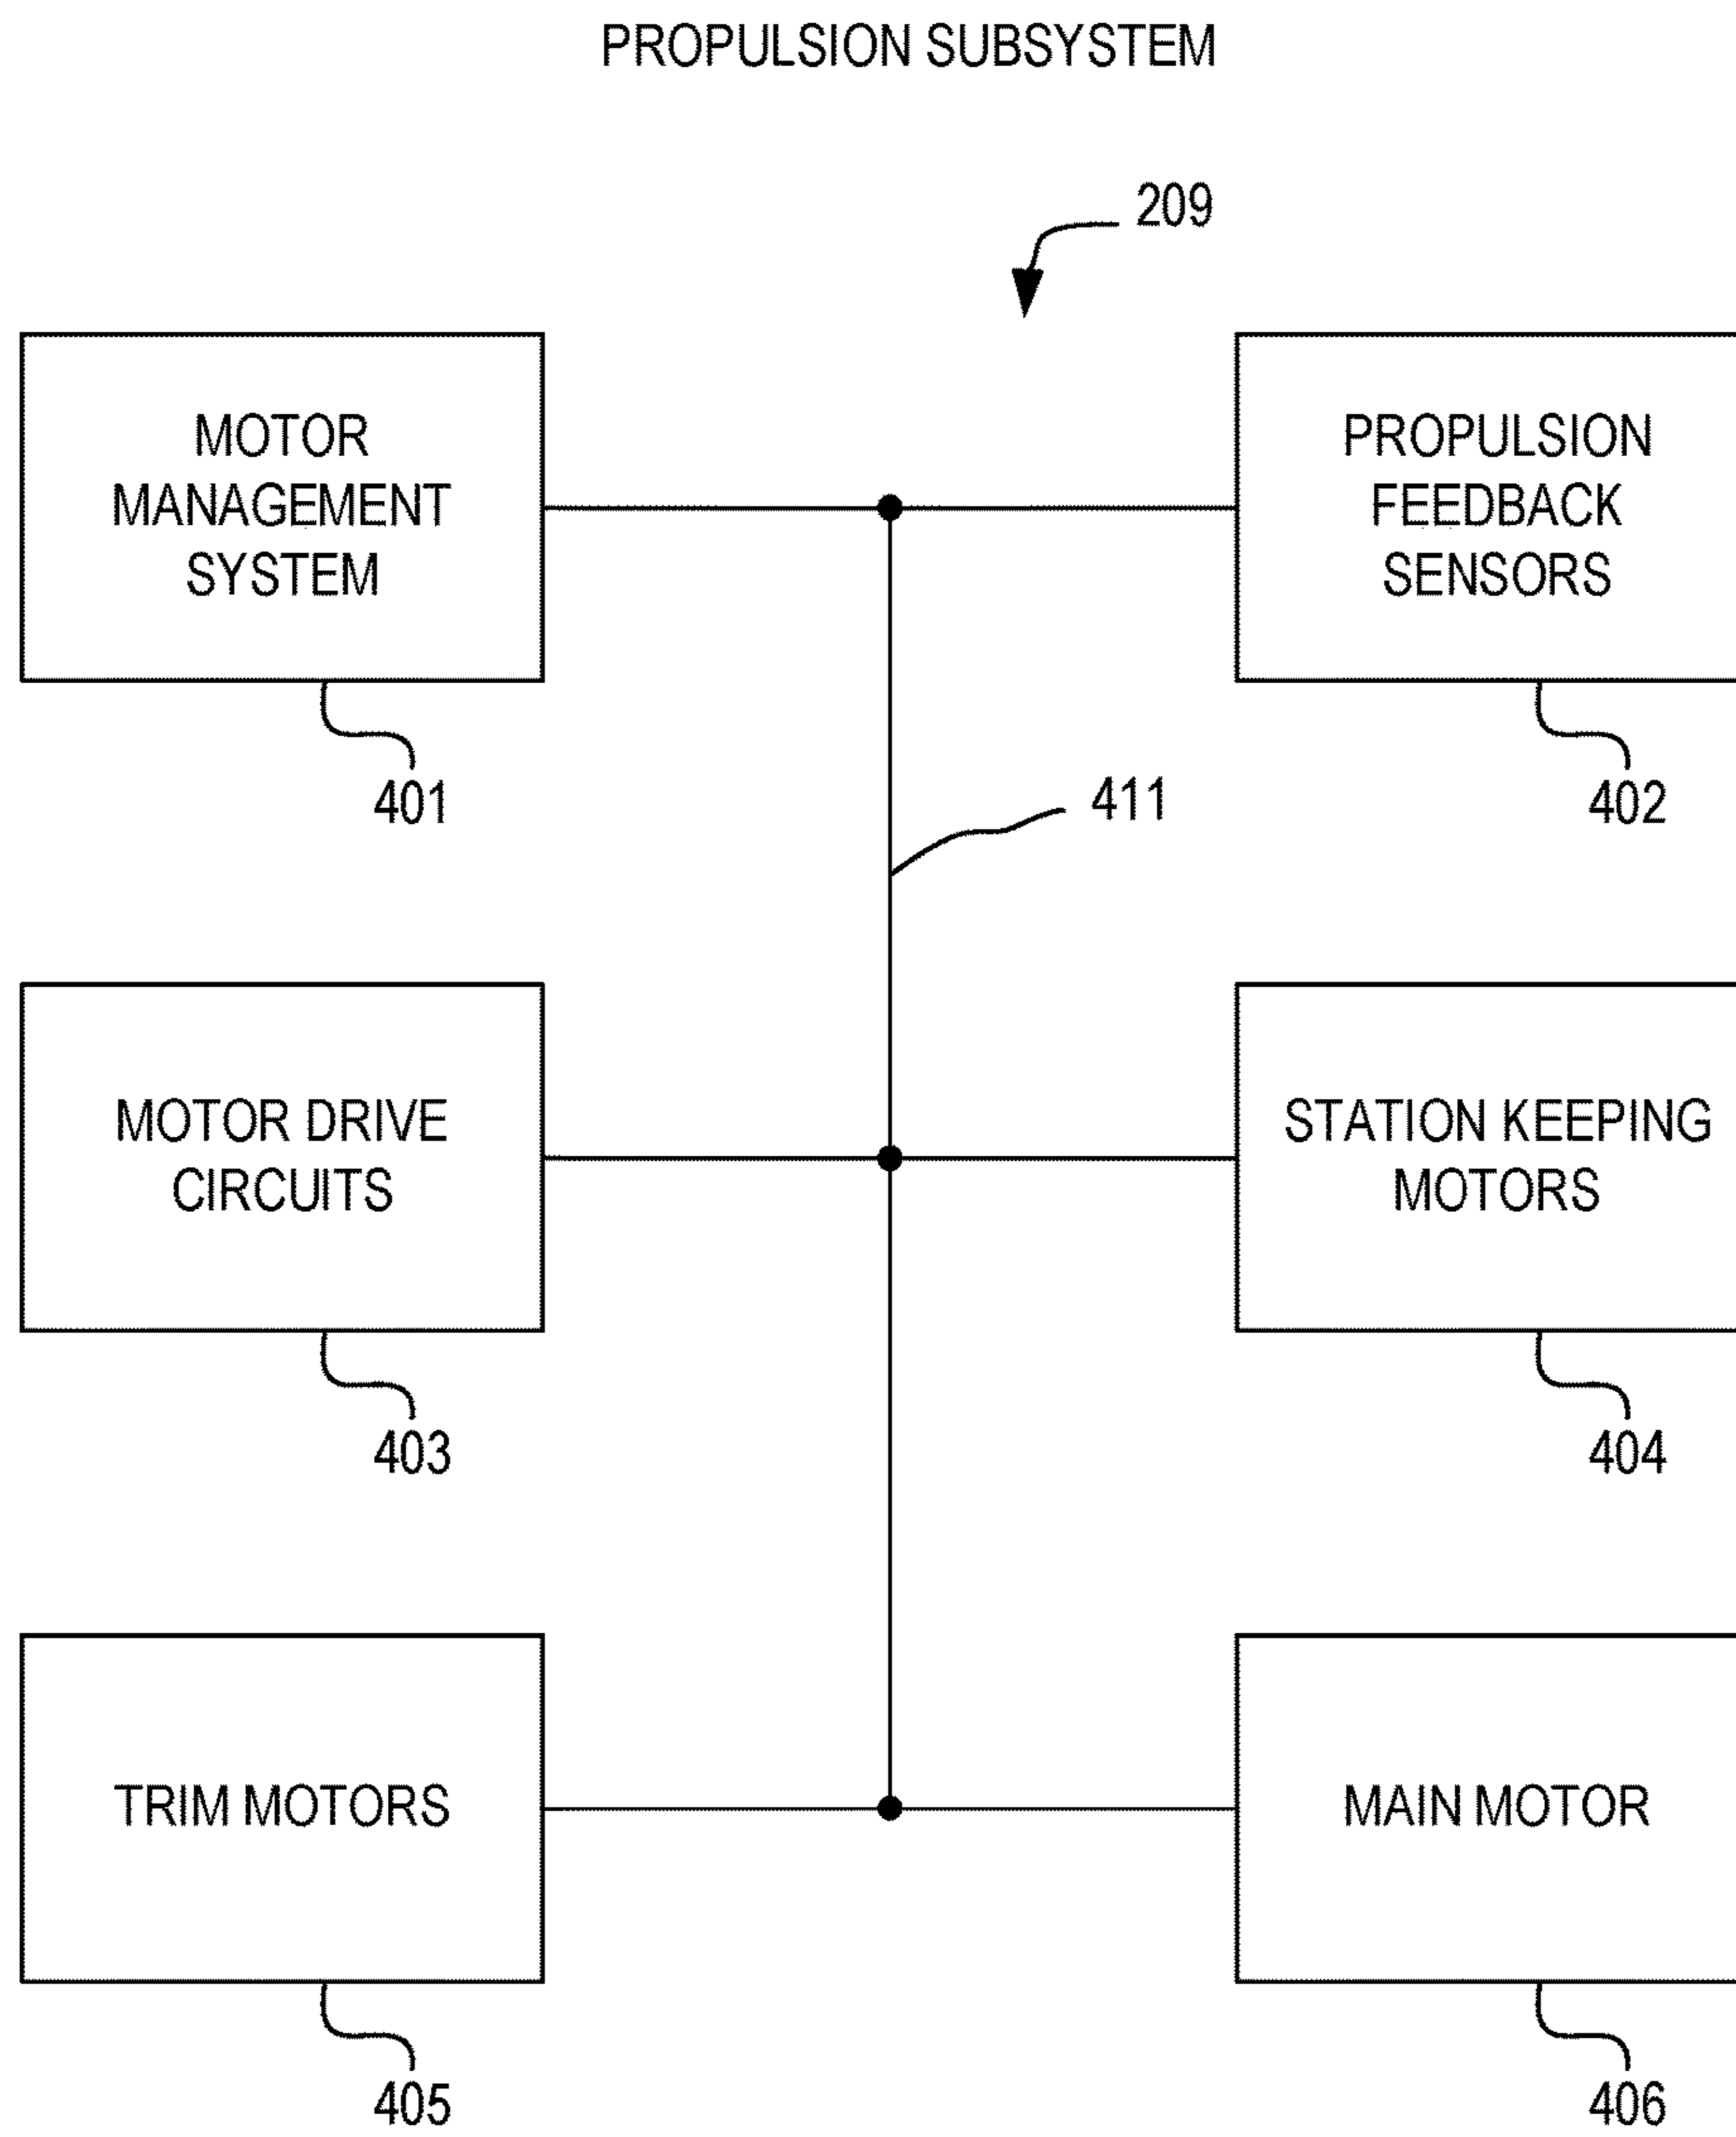 PROPULSION SUBSYSTEM
209
MOTOR
MANAGEMENT
SYSTEM
401
PROPULSION
FEEDBACK
SENSORS
402
411
MOTOR DRIVE
CIRCUITS
403
STATION KEEPING
MOTORS
404
TRIM MOTORS
405
MAIN MOTOR
406